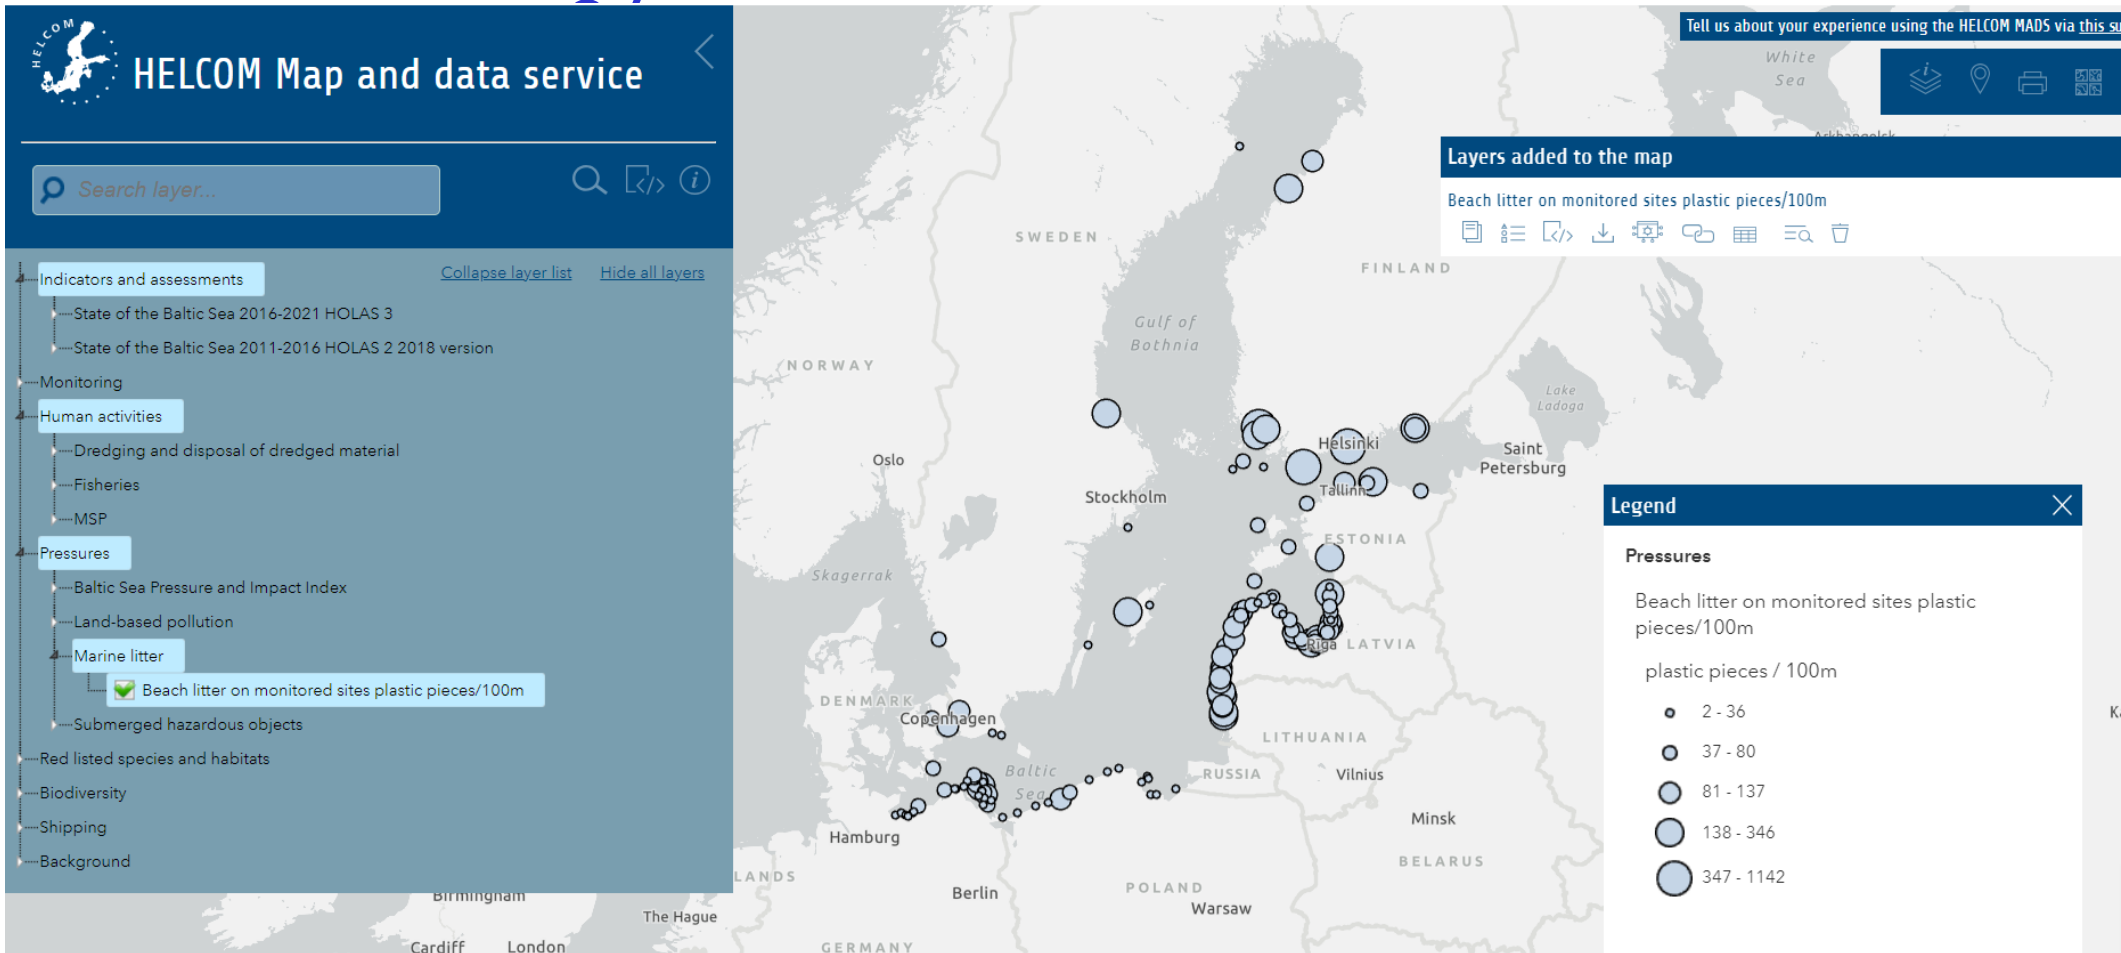 HELCOM
HELCOM Map and data service
Search layer...
Collapse layer list
Hide all layers
Indicators and assessments
State of the Baltic Sea 2016-2021 HOLAS 3
State of the Baltic Sea 2011-2016 HOLAS 2 2018 version
Monitoring
Human activities
Dredging and disposal of dredged material
Fisheries
MSP
Pressures
Baltic Sea Pressure and Impact Index
Land-based pollution
Marine litter
Beach litter on monitored sites plastic pieces/100m
Submerged hazardous objects
Red listed species and habitats
Biodiversity
Shipping
Background
Tell us about your experience using the HELCOM MADS via this su
Layers added to the map
Beach litter on monitored sites plastic pieces/100m
White
Sea
Arkhangelsk
SWEDEN
FINLAND
Gulf of
Bothnia
NORWAY
Lake
Ladoga
Oslo
Helsinki
Saint
Petersburg
Stockholm
Tallinn
ESTONIA
Skagerrak
Riga
LATVIA
DENMARK
Copenhagen
LITHUANIA
Baltic
Sea
RUSSIA
Vilnius
Hamburg
Minsk
BELARUS
LANDS
Berlin
POLAND
Warsaw
Birmingham
The Hague
Cardiff
London
GERMANY
Legend
Pressures
Beach litter on monitored sites plastic
pieces/100m
plastic pieces / 100m
2 - 36
37 - 80
81 - 137
138 - 346
347 - 1142